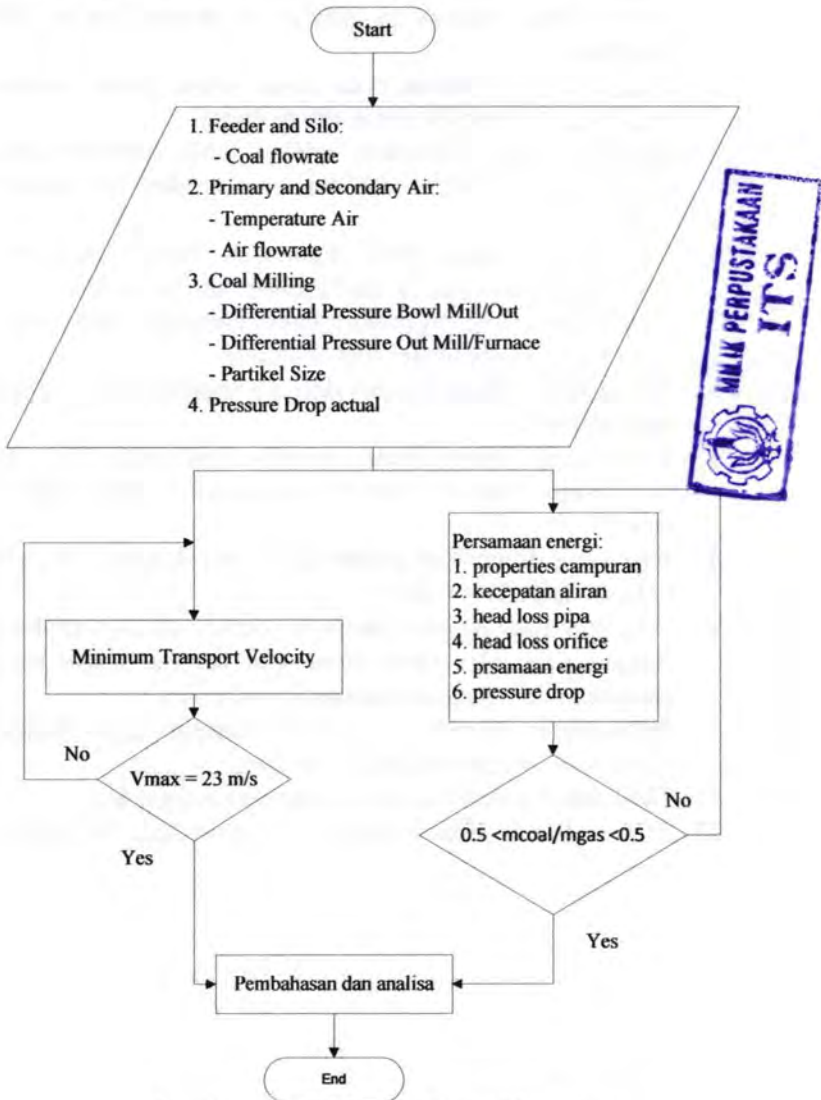 Start
1. Feeder and Silo:
- Coal flowrate
2. Primary and Secondary Air:
- Temperature Air
- Air flowrate
3. Coal Milling
- Differential Pressure Bowl Mill/Out
- Differential Pressure Out Mill/Furnace
- Partikel Size
4. Pressure Drop actual
MILIK PERPUSTAKAAN
ITS
Persamaan energi:
1. properties campuran
2. kecepatan aliran
3. head loss pipa
4. head loss orifice
5. prsamaan energi
6. pressure drop
Minimum Transport Velocity
No
Vmax = 23 m/s
Yes
No
0.5 <mcoal/mgas <0.5
Yes
Pembahasan dan analisa
End